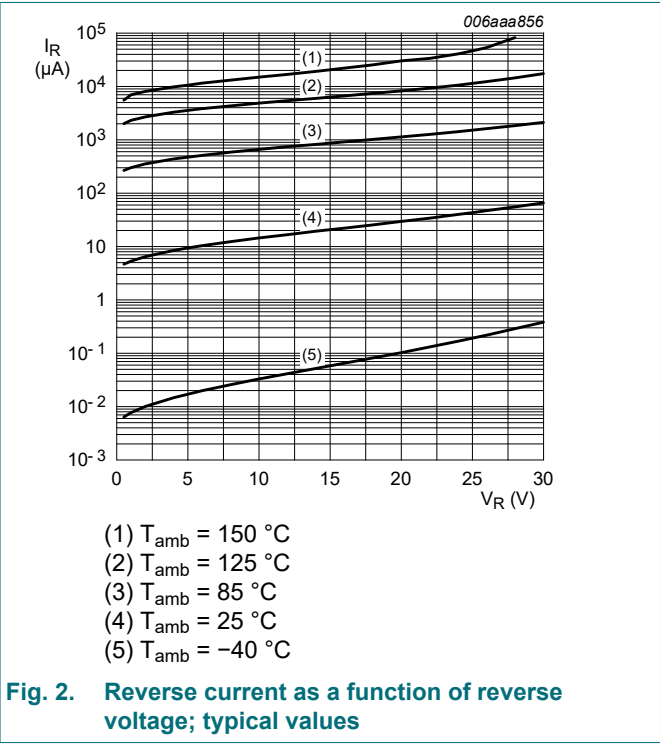 006aaa856
I_R
(μA)
10^5
10^4
10^3
10^2
10
1
10^-1
10^-2
10^-3
(1)
(2)
(3)
(4)
(5)
0 5 10 15 20 25 30
V_R (V)
(1) T_amb = 150 °C
(2) T_amb = 125 °C
(3) T_amb = 85 °C
(4) T_amb = 25 °C
(5) T_amb = −40 °C
Fig. 2. Reverse current as a function of reverse
voltage; typical values